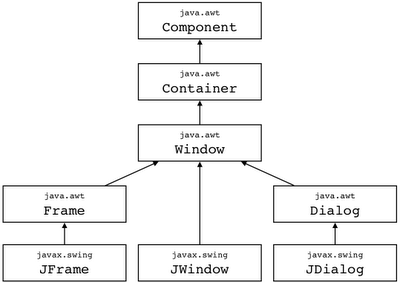 java.awt
Component
java.awt
Container
java.awt
Window
java.awt
Frame
java.awt
Dialog
javax.swing
JFrame
javax.swing
JWindow
javax.swing
JDialog